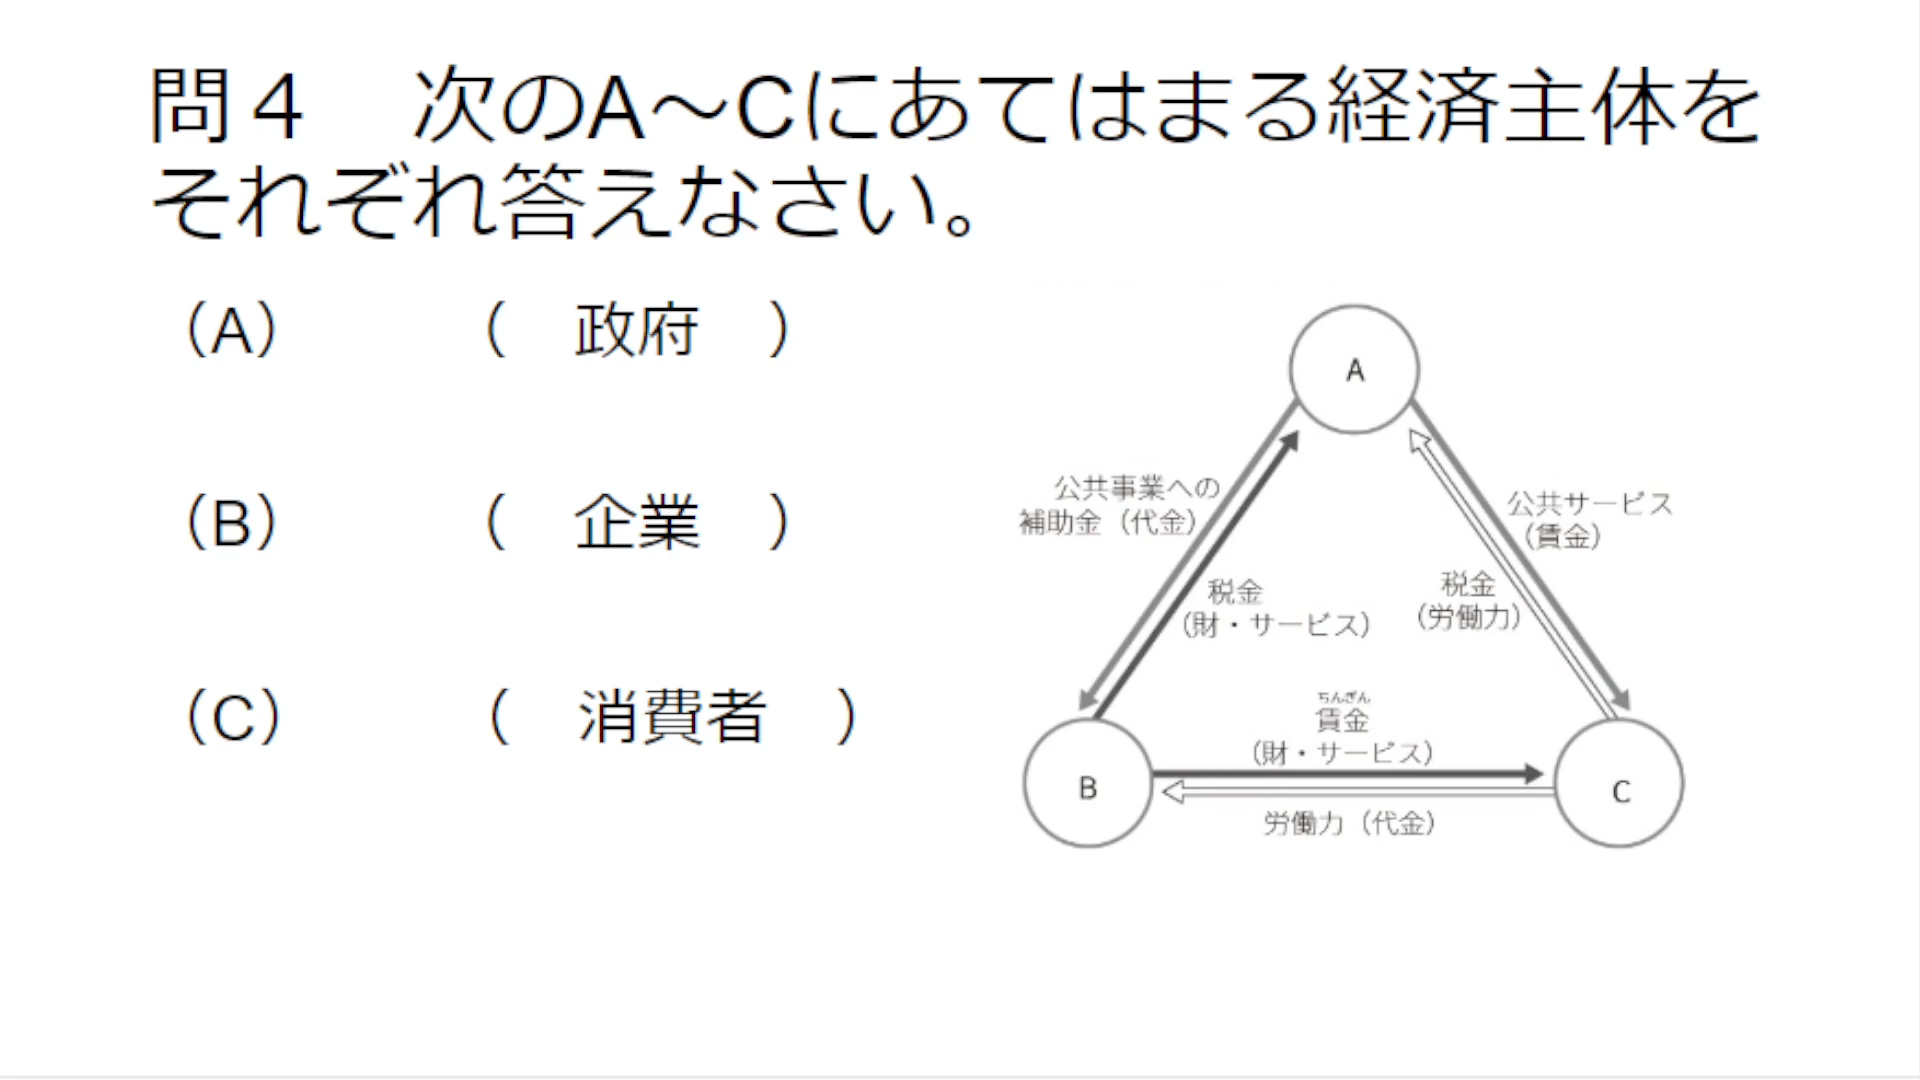 問４　次のA～Cにあてはまる経済主体を
それぞれ答えなさい。
（A）　（　政府　）
（B）　（　企業　）
（C）　（　消費者　）
A
公共事業への
補助金（代金）
公共サービス
（賃金）
税金
（財・サービス）
税金
（労働力）
ちんぎん
賃金
（財・サービス）
B
C
労働力（代金）